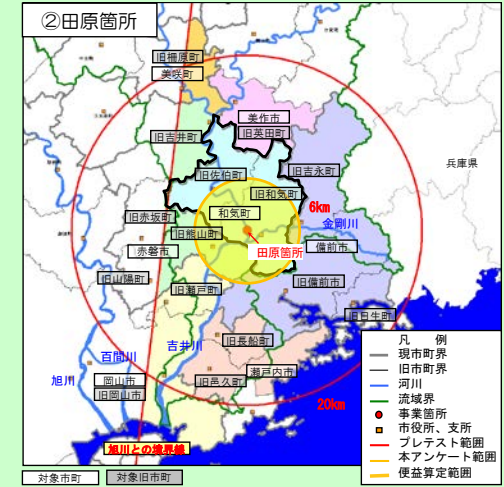 ②田原箇所
旧柵原町
美咲町
美作市
旧英田町
旧吉井町
兵庫県
旧佐伯町
旧吉永町
旧和気町
和気町
6km
旧赤坂町
金剛川
旧熊山町
備前市
赤磐市
田原箇所
旧山陽町
旧瀬戸町
旧備前市
旧日生町
吉井川
旧長船町
百間川
瀬戸内市
旭川
岡山市
旧岡山市
旧邑久町
20km
旭川との境界線
凡 例
現市町界
旧市町界
河川
流域界
事業箇所
市役所、支所
プレテスト範囲
本アンケート範囲
便益算定範囲
対象市町
対象旧市町